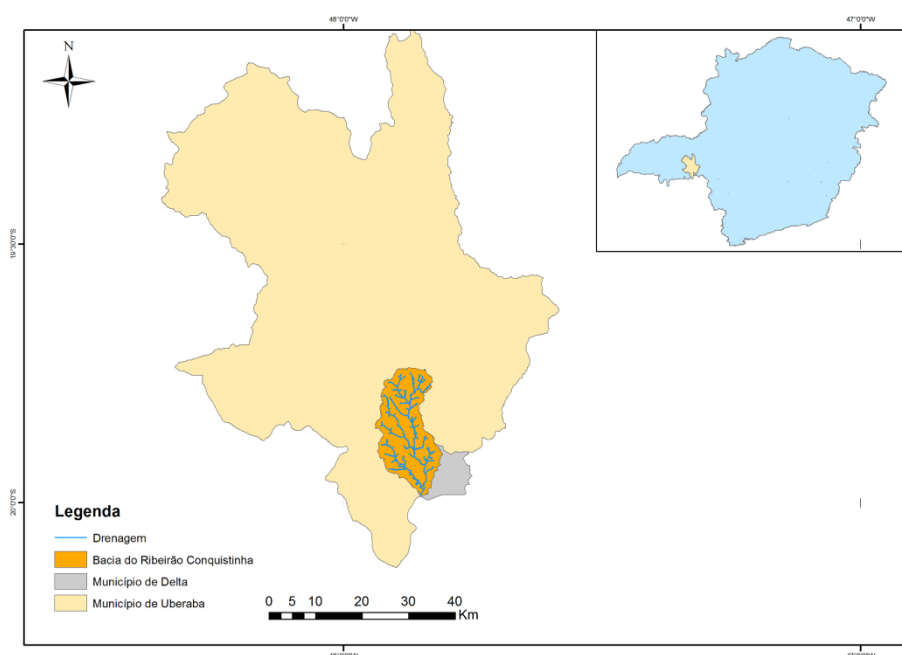 48°0'0"W
47°0'0"W
N
19°30'0"S
20°0'0"S
Legenda
Drenagem
Bacia do Ribeirão Conquistinha
Município de Delta
Município de Uberaba
0 5 10 20 30 40
Km